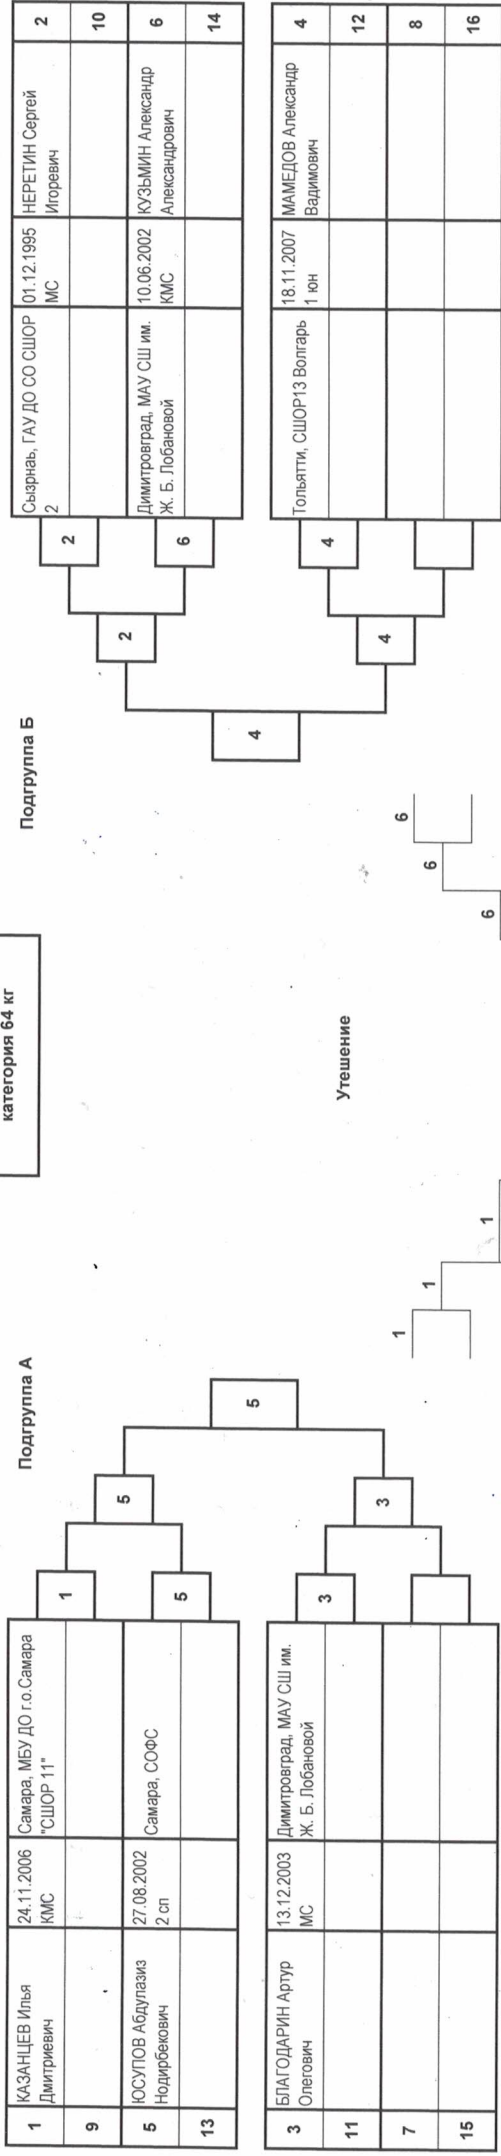 категория 64 кг
Подгруппа А
Подгруппа Б
1 КАЗАНЦЕВ Илья 24.11.2006 Самара, МБУ ДО г.о.Самара
Дмитриевич КМС "СШОР 11"
9
5 ЮСУПОВ Абдулазиз 27.08.2002 Самара, СОФС
Нодирбекович 2 сп
13
1
5
5
5
3 БЛАГОДАРИН Артур 13.12.2003 Димитровград, МАУ СШ им.
Олегович МС Ж. Б. Лобановой
11
7
15
3
3
Сызрнаь, ГАУ ДО СО СШОР 01.12.1995 НЕРЕТИН Сергей 2
2 МС Игоревич
10
Димитровград, МАУ СШ им. 10.06.2002 КУЗЬМИН Александр 6
Ж. Б. Лобановой КМС Александрович
14
2
6
2
4
Тольятти, СШОР13 Волгарь 18.11.2007 МАМЕДОВ Александр 4
1 юн Вадимович
12
8
16
4
4
Утешение
1
1
1
6
6
6